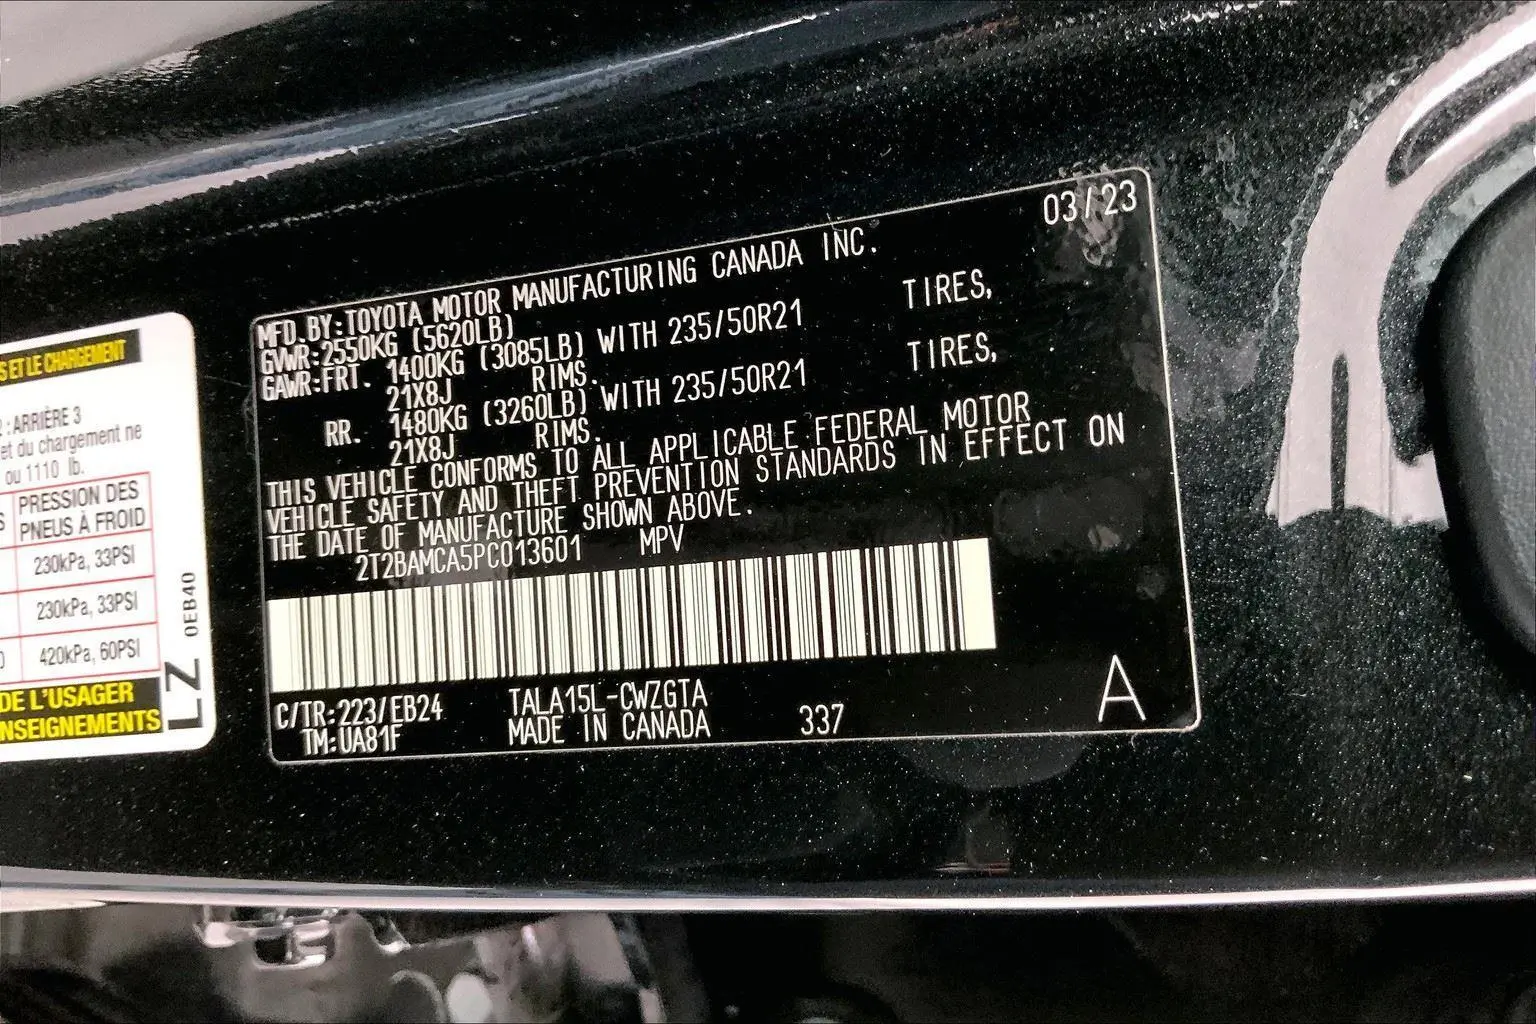 S ET LE CHARGEMENT
2 : ARRIÈRE 3
et du chargement ne
ou 1110 lb.
PRESSION DES
PNEUS À FROID
230kPa, 33PSI
230kPa, 33PSI
420kPa, 60PSI
DE L'USAGER
NSEIGNEMENTS
LZ 0EB40
03/23
MFD.BY:TOYOTA MOTOR MANUFACTURING CANADA INC.
GVWR:2550KG (5620LB)
GAWR:FRT. 1400KG (3085LB) WITH 235/50R21 TIRES,
21X8J RIMS.
RR. 1480KG (3260LB) WITH 235/50R21 TIRES,
21X8J RIMS.
THIS VEHICLE CONFORMS TO ALL APPLICABLE FEDERAL MOTOR
VEHICLE SAFETY AND THEFT PREVENTION STANDARDS IN EFFECT ON
THE DATE OF MANUFACTURE SHOWN ABOVE.
2T2BAMCA5PC013601 MPV
C/TR:223/EB24 TALA15L-CWZGTA
TM:UA81F MADE IN CANADA 337 A